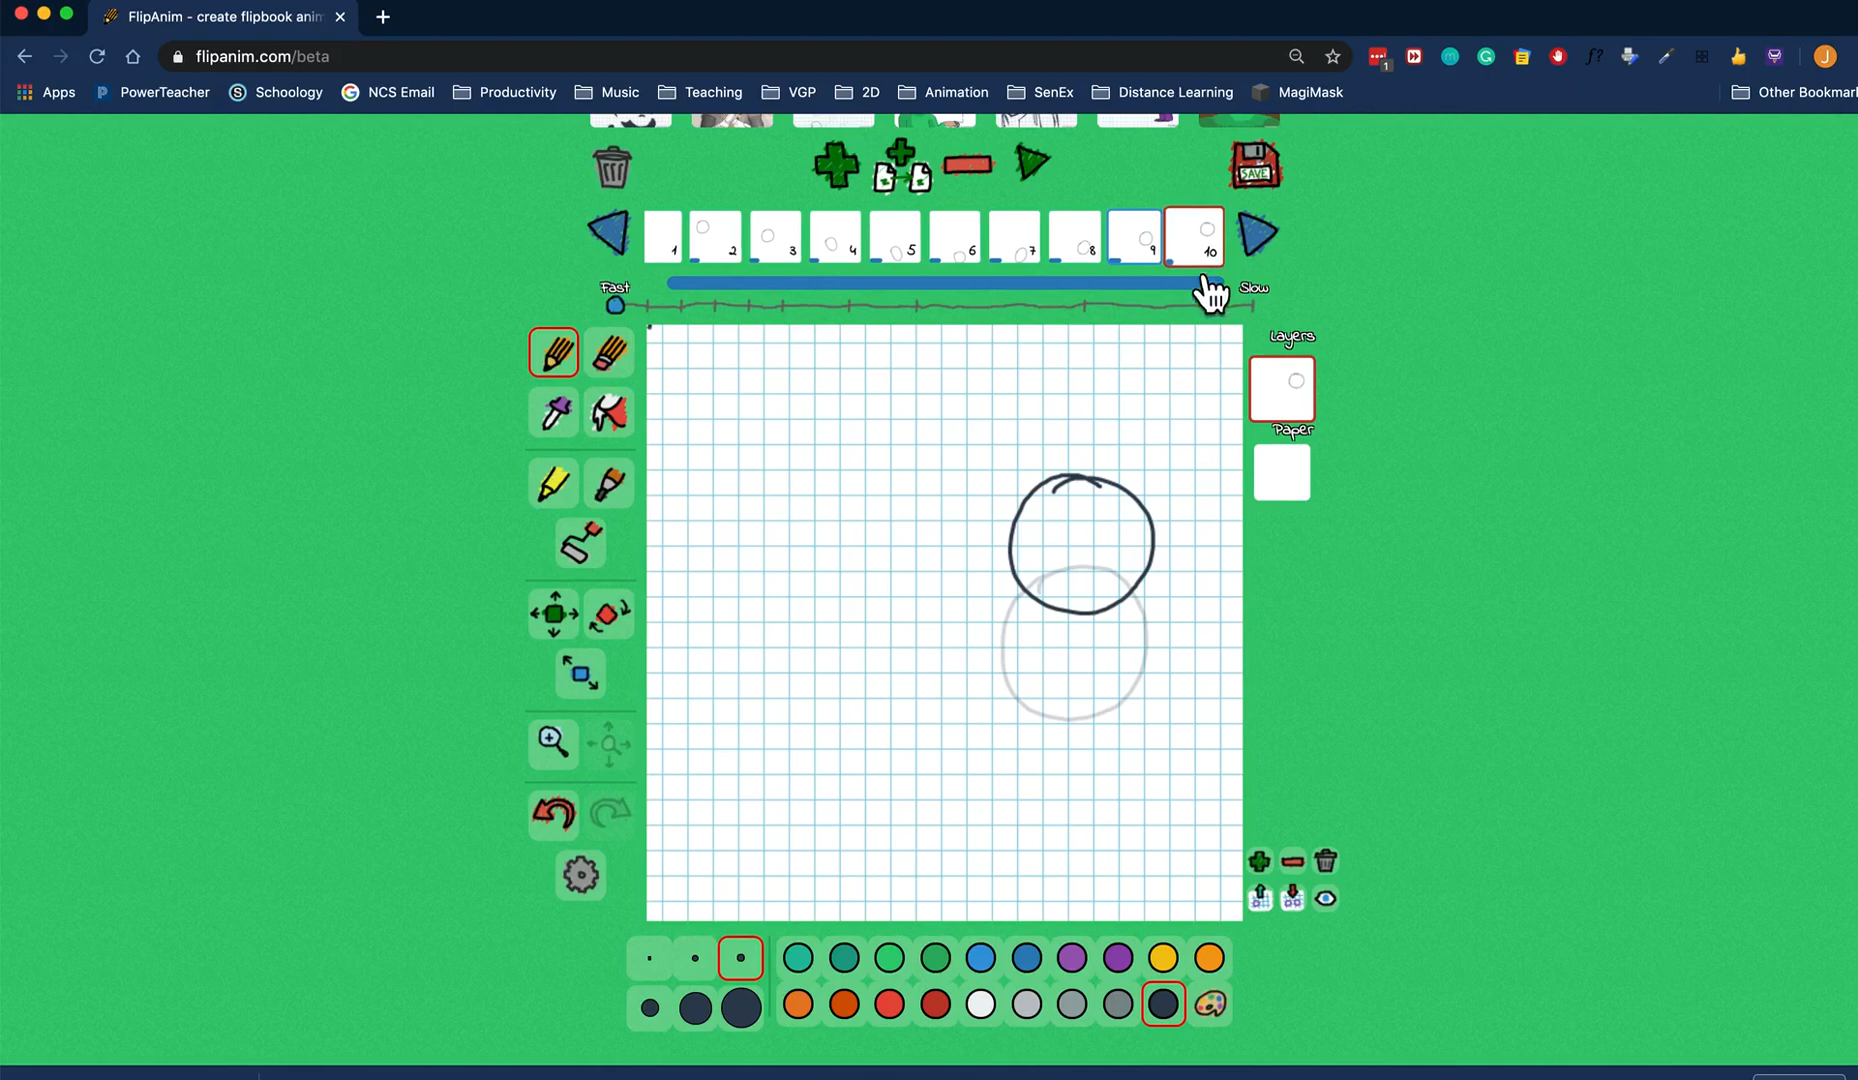 FlipAnim - create flipbook anim
flipanim.com/beta
1
Apps
PowerTeacher
Schoology
NCS Email
Productivity
Music
Teaching
VGP
2D
Animation
SenEx
Distance Learning
MagiMask
Other Bookmar
SAVE
1
2
3
4
5
6
7
8
9
10
Fast
Slow
Layers
Paper